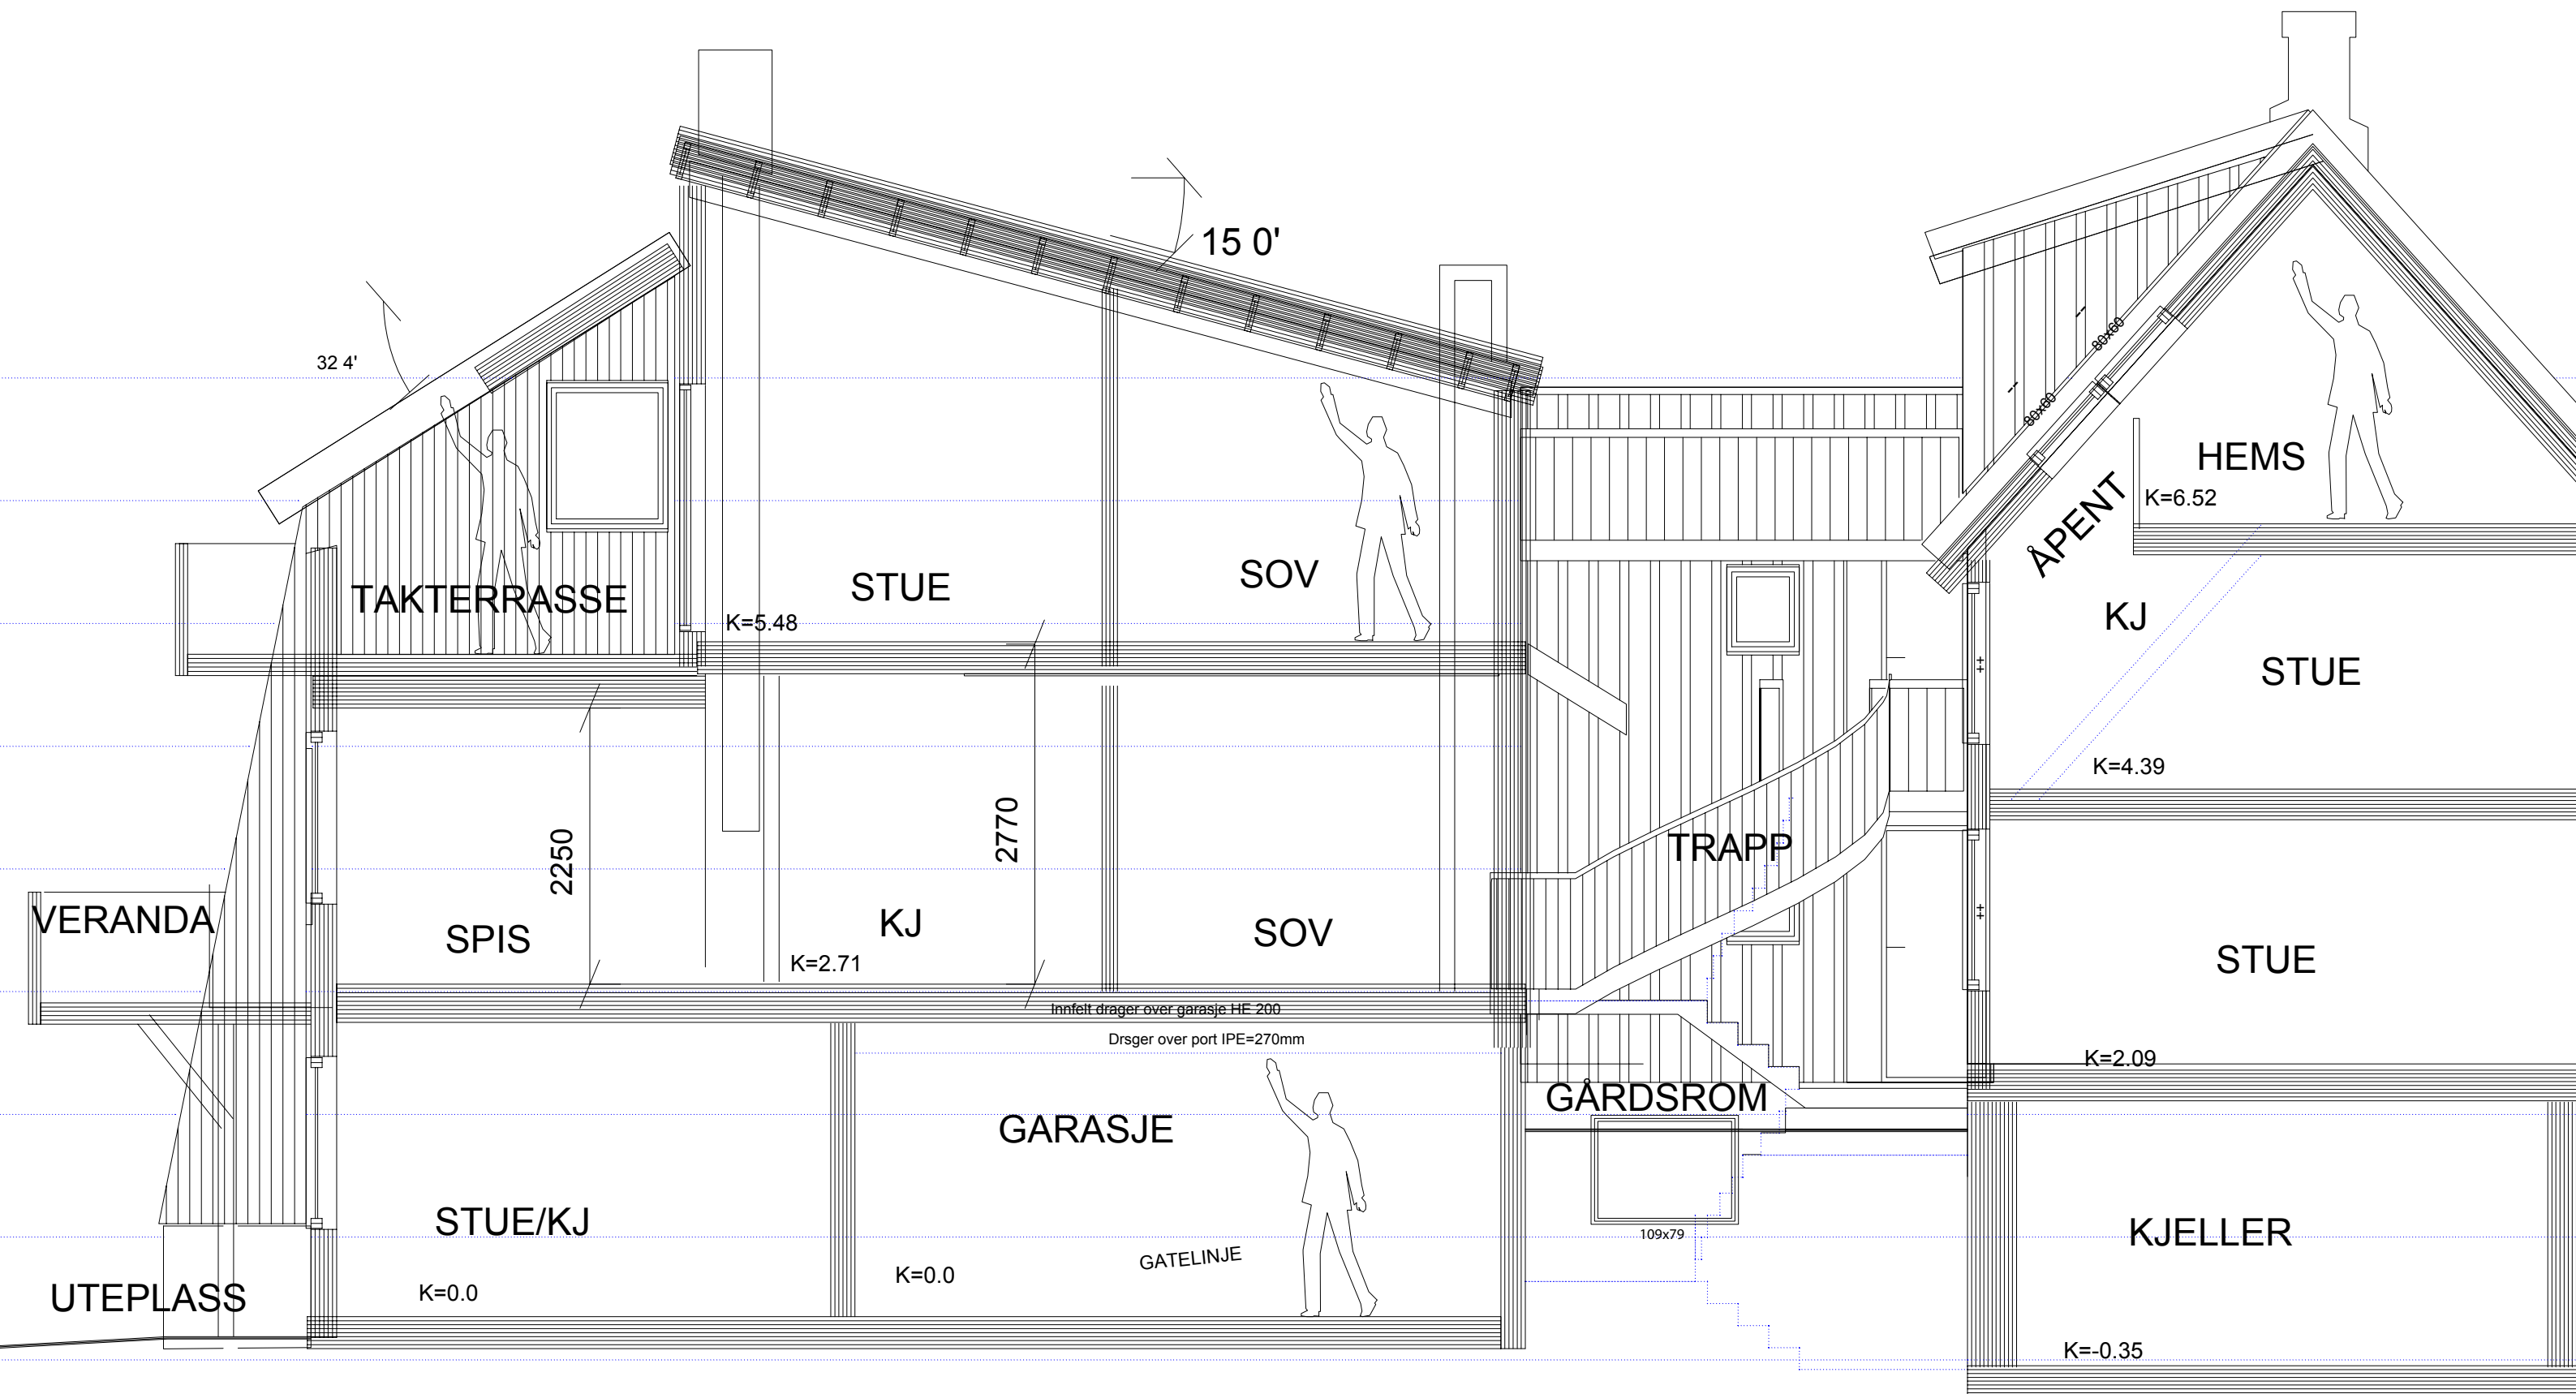 15 0'
32 4'
80x60
80x60
HEMS
K=6.52
ÅPENT
TAKTERRASSE
STUE
SOV
K=5.48
KJ
STUE
K=4.39
2250
2770
TRAPP
VERANDA
SPIS
KJ
SOV
STUE
K=2.71
Innfelt drager over garasje HE 200
Drsger over port IPE=270mm
K=2.09
GÅRDSROM
GARASJE
STUE/KJ
109x79
KJELLER
GATELINJE
K=0.0
K=0.0
UTEPLASS
K=-0.35